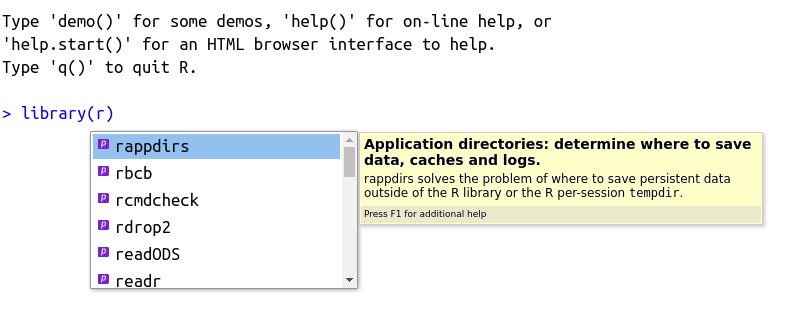 Type 'demo()' for some demos, 'help()' for on-line help, or
'help.start()' for an HTML browser interface to help.
Type 'q()' to quit R.
> library(r)
rappdirs
rbcb
rcmdcheck
rdrop2
readODS
readr
Application directories: determine where to save
data, caches and logs.
rappdirs solves the problem of where to save persistent data
outside of the R library or the R per-session tempdir.
Press F1 for additional help